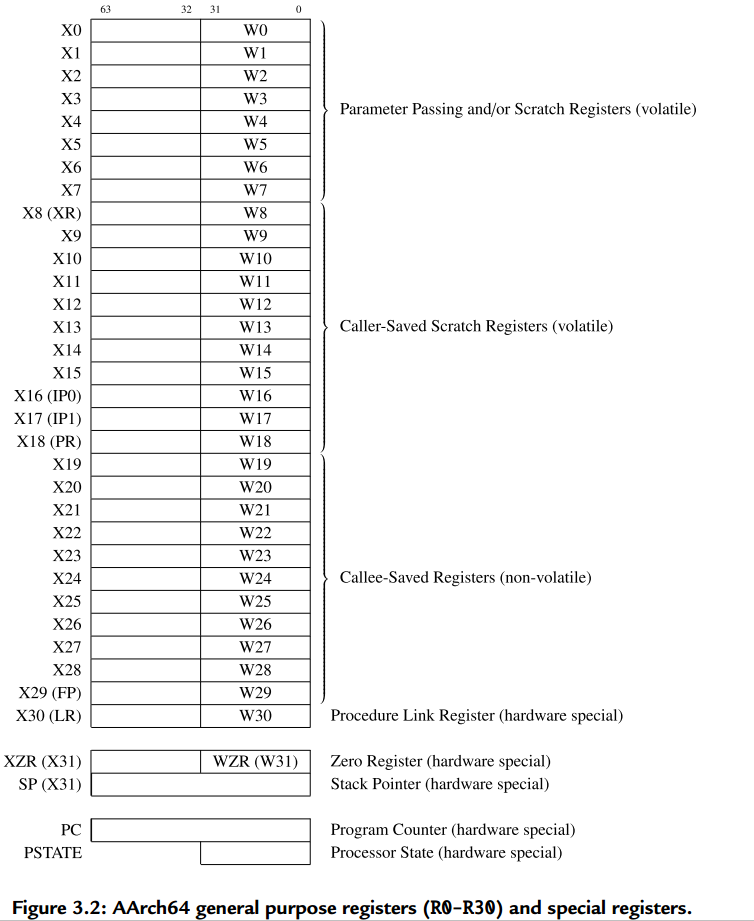 63 32 31 0
X0 W0
X1 W1
X2 W2
X3 W3
X4 W4 Parameter Passing and/or Scratch Registers (volatile)
X5 W5
X6 W6
X7 W7
X8 (XR) W8
X9 W9
X10 W10
X11 W11
X12 W12
X13 W13 Caller-Saved Scratch Registers (volatile)
X14 W14
X15 W15
X16 (IP0) W16
X17 (IP1) W17
X18 (PR) W18
X19 W19
X20 W20
X21 W21
X22 W22
X23 W23
X24 W24 Callee-Saved Registers (non-volatile)
X25 W25
X26 W26
X27 W27
X28 W28
X29 (FP) W29
X30 (LR) W30 Procedure Link Register (hardware special)
XZR (X31) WZR (W31) Zero Register (hardware special)
SP (X31) Stack Pointer (hardware special)
PC Program Counter (hardware special)
PSTATE Processor State (hardware special)
Figure 3.2: AArch64 general purpose registers (R0–R30) and special registers.